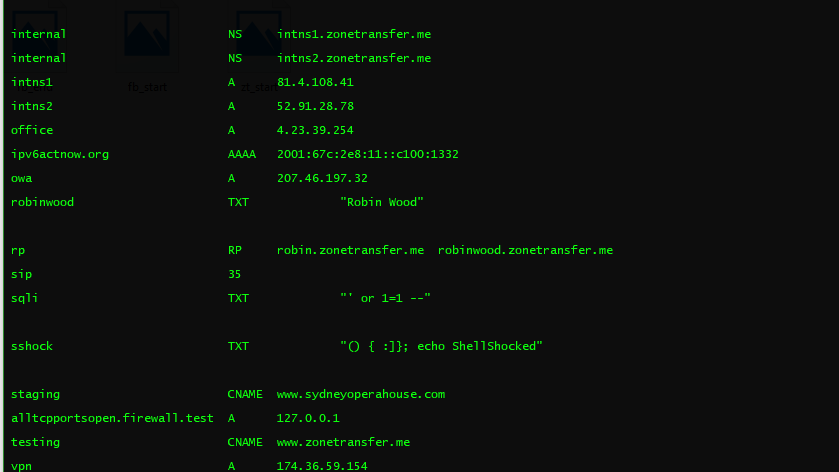 fb_start
zt_start
internal NS intns1.zonetransfer.me
internal NS intns2.zonetransfer.me
intns1 A 81.4.108.41
intns2 A 52.91.28.78
office A 4.23.39.254
ipv6actnow.org AAAA 2001:67c:2e8:11::c100:1332
owa A 207.46.197.32
robinwood TXT "Robin Wood"
rp RP robin.zonetransfer.me robinwood.zonetransfer.me
sip 35
sqli TXT "' or 1=1 --"
sshock TXT "() { :]}; echo ShellShocked"
staging CNAME www.sydneyoperahouse.com
alltcpportsopen.firewall.test A 127.0.0.1
testing CNAME www.zonetransfer.me
vpn A 174.36.59.154